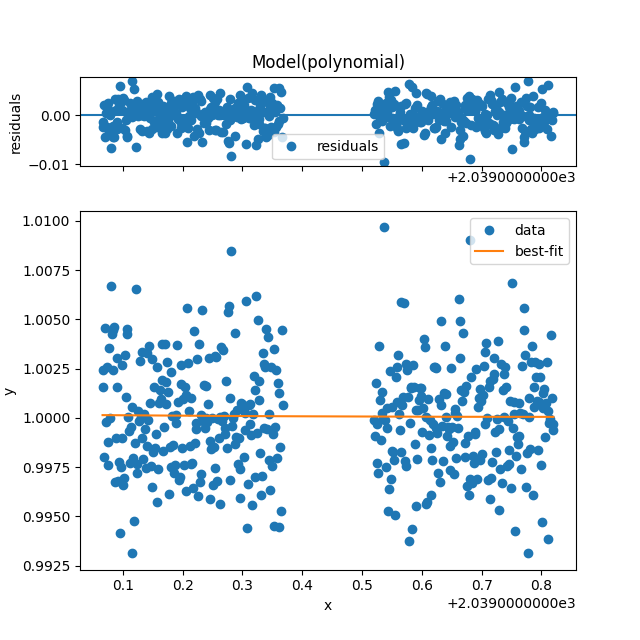 Model(polynomial)
residuals
0.00
−0.01
residuals
+2.0390000000e3
y
1.0100
1.0075
1.0050
1.0025
1.0000
0.9975
0.9950
0.9925
data
best-fit
0.1 0.2 0.3 0.4 0.5 0.6 0.7 0.8
x
+2.0390000000e3